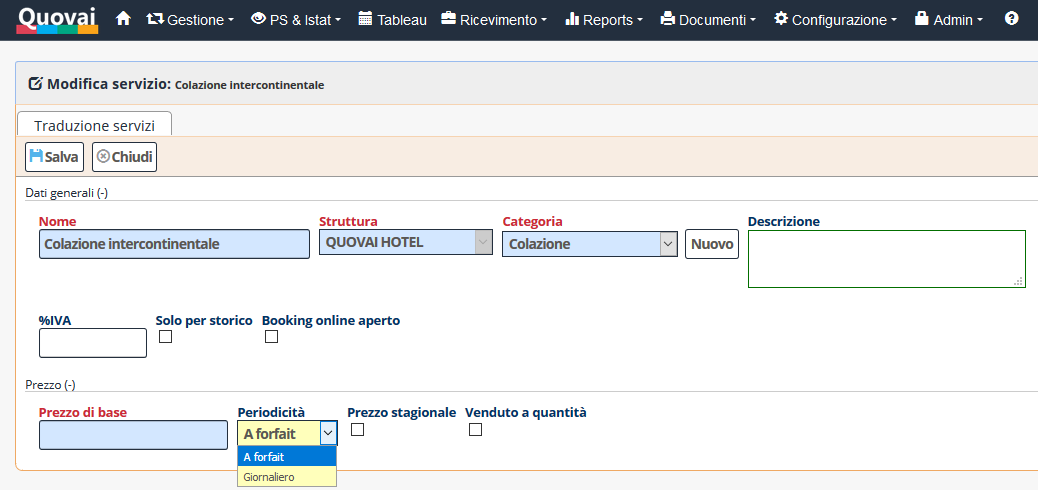 Quovai Gestione PS & Istat Tableau Ricevimento Reports Documenti Configurazione Admin ?
Modifica servizio: Colazione intercontinentale
Traduzione servizi
Salva Chiudi
Dati generali (-)
Nome Struttura Categoria Descrizione
Colazione intercontinentale QUOVAI HOTEL Colazione Nuovo
%IVA Solo per storico Booking online aperto
Prezzo (-)
Prezzo di base Periodicità Prezzo stagionale Venduto a quantità
A forfait
A forfait
Giornaliero